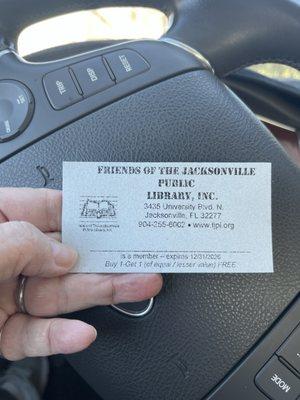 TRIP
DISP
RESET
FRIENDS OF THE JACKSONVILLE
PUBLIC
LIBRARY, INC.
3435 University Blvd. N.
Jacksonville, FL 32277
904-255-6002 • www.fjpl.org
is a member – expires 12/31/2026
Buy 1-Get 1 (of equal / lesser value) FREE
MODE